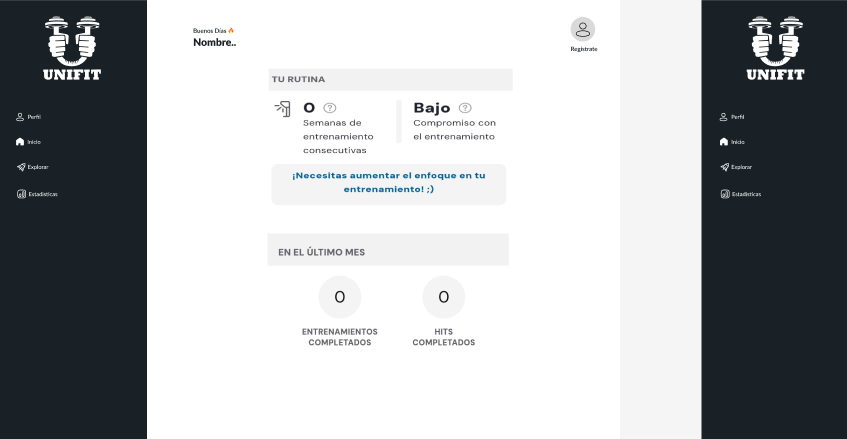 UNIFIT
Perfil
Inicio
Explorar
Estadísticas
Buenos Días
Nombre..
Regístrate
TU RUTINA
0 ?
Semanas de
entrenamiento
consecutivas
Bajo ?
Compromiso con
el entrenamiento
¡Necesitas aumentar el enfoque en tu
entrenamiento! ;)
EN EL ÚLTIMO MES
0
ENTRENAMIENTOS
COMPLETADOS
0
HITS
COMPLETADOS
UNIFIT
Perfil
Inicio
Explorar
Estadísticas